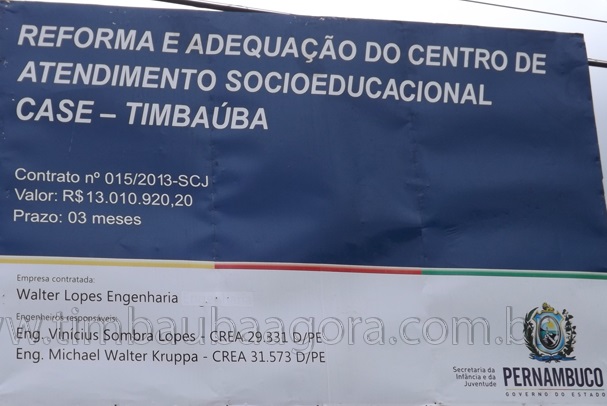 REFORMA E ADEQUAÇÃO DO CENTRO DE
ATENDIMENTO SOCIOEDUCACIONAL
CASE – TIMBAÚBA
Contrato nº 015/2013-SCJ
Valor: R$13.010.920,20
Prazo: 03 meses
Empresa contratada:
Walter Lopes Engenharia
Engenheiros responsáveis:
www.timbaubaagora.com.b
Eng. Vinicius Sombra Lopes - CREA 29.331 D/PE
Eng. Michael Walter Kruppa - CREA 31.573 D/PE
Secretaria da
Infância e da
Juventude
PERNAMBUCO
GOVERNO DO ESTADO